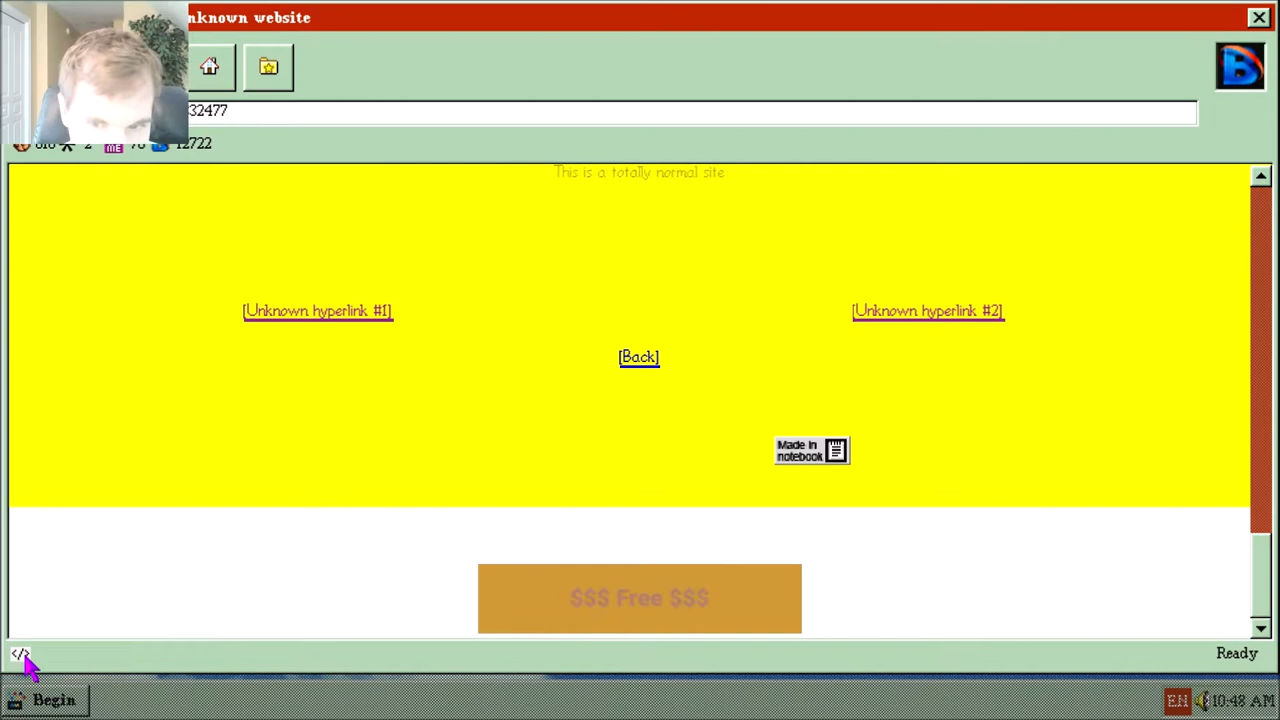 nknown website
32477
2
12722
This is a totally normal site
[Unknown hyperlink #1]
[Unknown hyperlink #2]
[Back]
Made in
notebook
$$$ Free $$$
</>
Ready
Begin
EN
10:48 AM